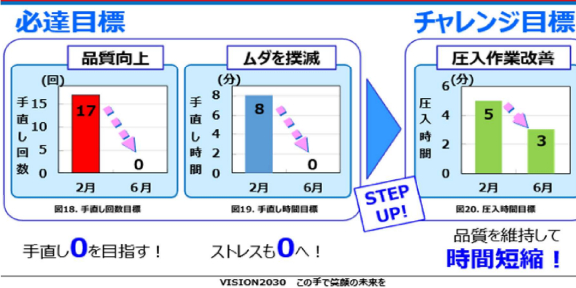 必達目標
チャレンジ目標
品質向上
(回)
手直し回数
15
10
5
0
17
0
2月
6月
図18. 手直し回数目標
ムダを撲滅
(分)
手直し時間
8
6
4
2
0
8
0
2月
6月
図19. 手直し時間目標
STEP
UP!
圧入作業改善
(分)
圧入時間
6
4
2
0
5
3
2月
6月
図20. 圧入時間目標
手直し0を目指す!
ストレスも0へ!
品質を維持して
時間短縮!
VISION2030 この手で笑顔の未来を